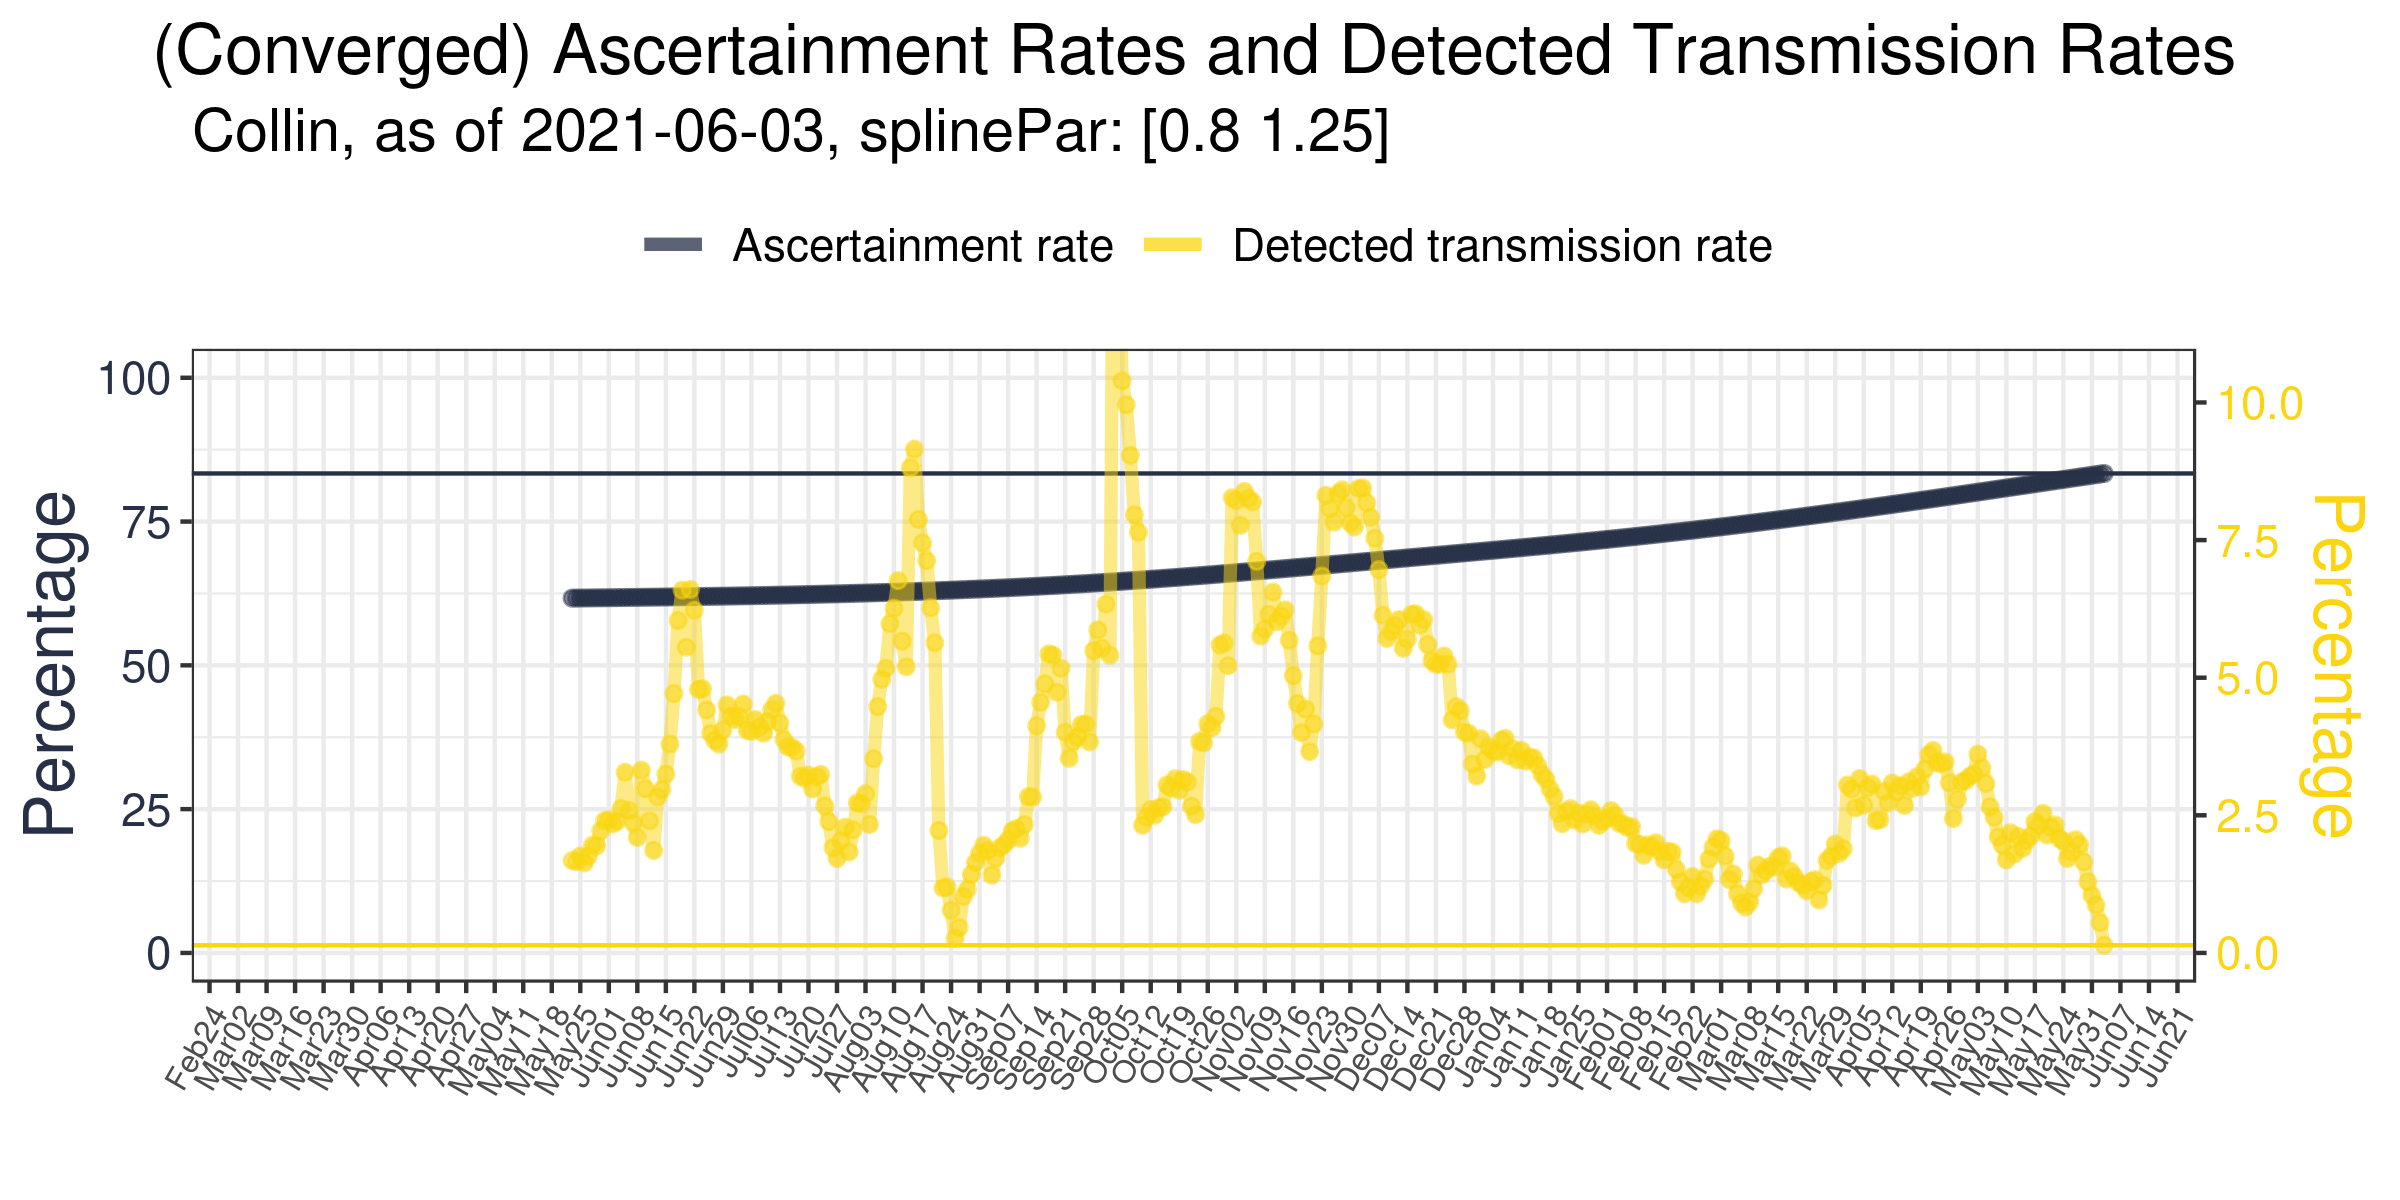 (Converged) Ascertainment Rates and Detected Transmission Rates
Collin, as of 2021-06-03, splinePar: [0.8 1.25]
Ascertainment rate
Detected transmission rate
Percentage
100
75
50
25
0
10.0
7.5
5.0
2.5
0.0
Percentage
Feb24
Mar02
Mar09
Mar16
Mar23
Mar30
Apr06
Apr13
Apr20
Apr27
May04
May11
May18
May25
Jun01
Jun08
Jun15
Jun22
Jun29
Jul06
Jul13
Jul20
Jul27
Aug03
Aug10
Aug17
Aug24
Aug31
Sep07
Sep14
Sep21
Sep28
Oct05
Oct12
Oct19
Oct26
Nov02
Nov09
Nov16
Nov23
Nov30
Dec07
Dec14
Dec21
Dec28
Jan04
Jan11
Jan18
Jan25
Feb01
Feb08
Feb15
Feb22
Mar01
Mar08
Mar15
Mar22
Mar29
Apr05
Apr12
Apr19
Apr26
May03
May10
May17
May24
May31
Jun07
Jun14
Jun21